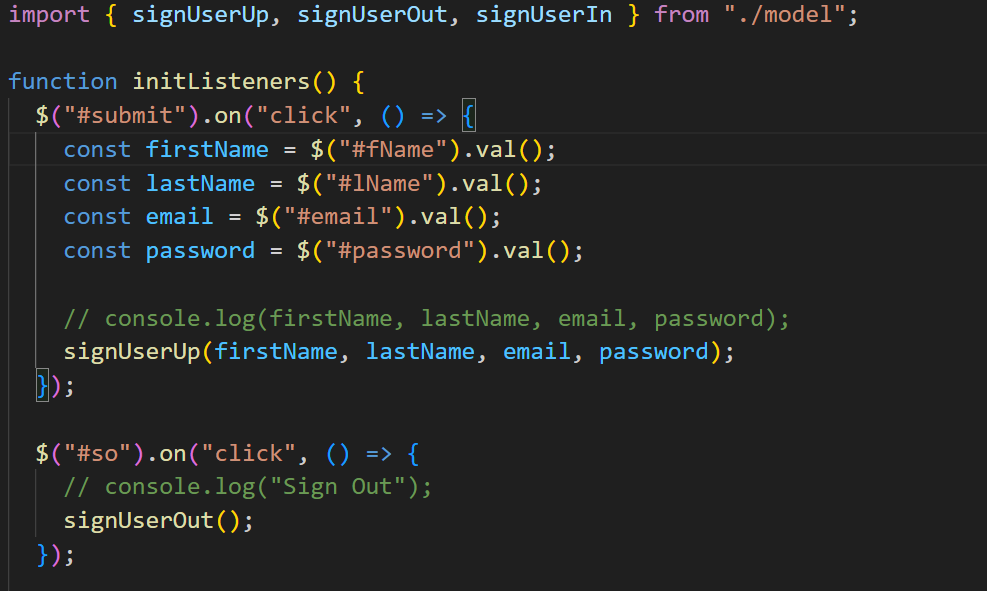 import { signUserUp, signUserOut, signUserIn } from "./model";
function initListeners() {
$("#submit").on("click", () => {
const firstName = $("#fName").val();
const lastName = $("#lName").val();
const email = $("#email").val();
const password = $("#password").val();
// console.log(firstName, lastName, email, password);
signUserUp(firstName, lastName, email, password);
});
$("#so").on("click", () => {
// console.log("Sign Out");
signUserOut();
});